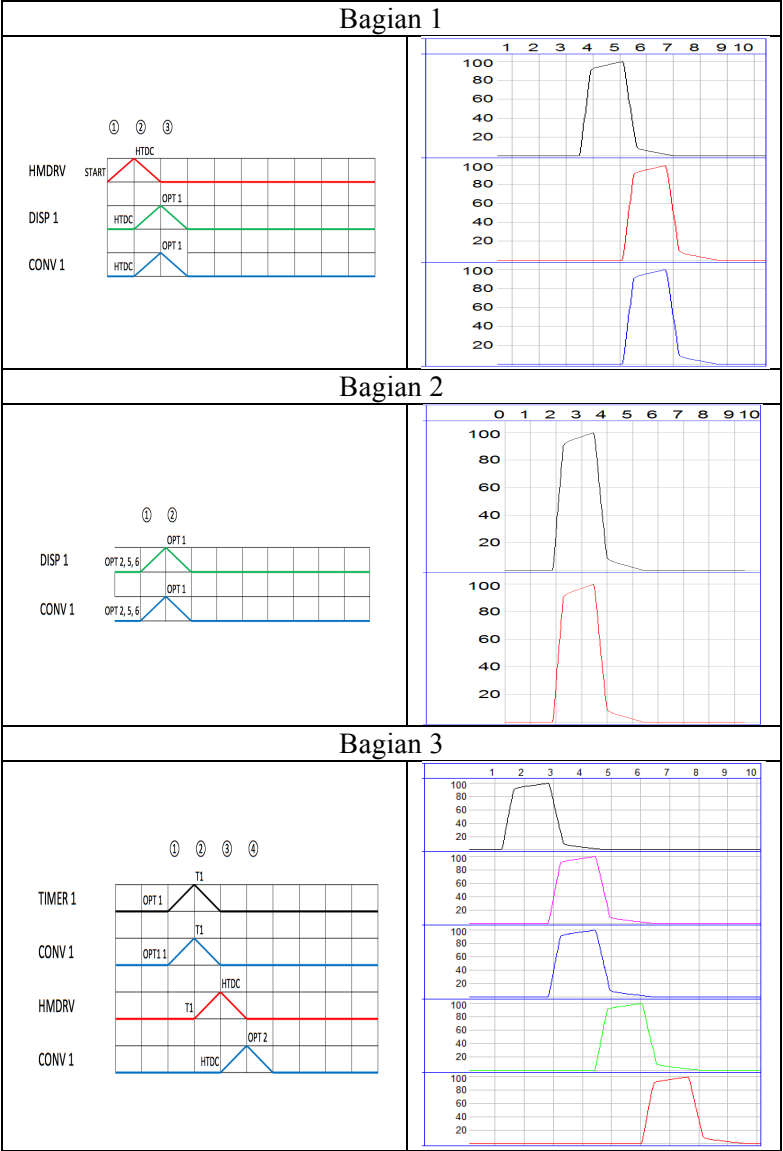 Bagian 1
① ② ③
HTDC
HMDRV START
OPT 1
DISP 1 HTDC
OPT 1
CONV 1 HTDC
1 2 3 4 5 6 7 8 9 10
100
80
60
40
20
100
80
60
40
20
100
80
60
40
20
Bagian 2
① ②
OPT 1
DISP 1 OPT 2, 5, 6
OPT 1
CONV 1 OPT 2, 5, 6
0 1 2 3 4 5 6 7 8 9 10
100
80
60
40
20
100
80
60
40
20
Bagian 3
① ② ③ ④
T1
TIMER 1 OPT 1
T1
CONV 1 OPT1 1
HTDC
HMDRV T1
OPT 2
CONV 1 HTDC
1 2 3 4 5 6 7 8 9 10
100
80
60
40
20
100
80
60
40
20
100
80
60
40
20
100
80
60
40
20
100
80
60
40
20